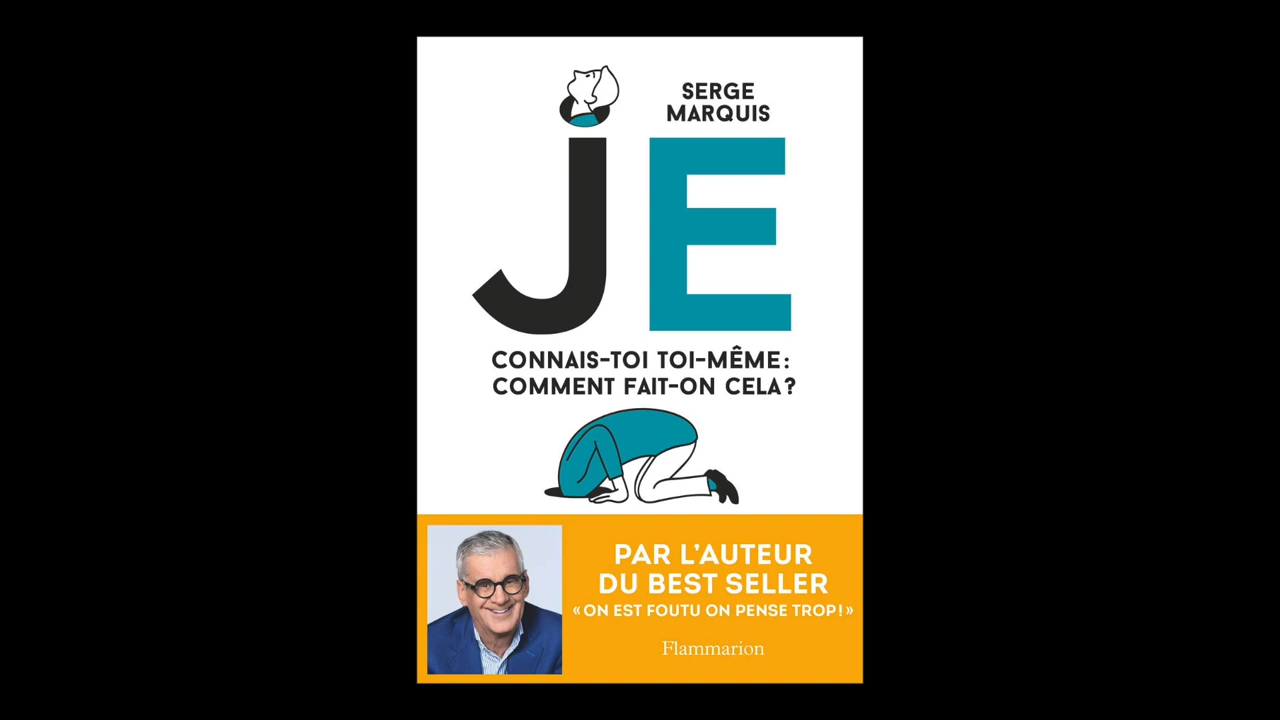 SERGE
MARQUIS
JE
CONNAIS-TOI TOI-MÊME :
COMMENT FAIT-ON CELA ?
PAR L'AUTEUR
DU BEST SELLER
« ON EST FOUTU ON PENSE TROP ! »
Flammarion